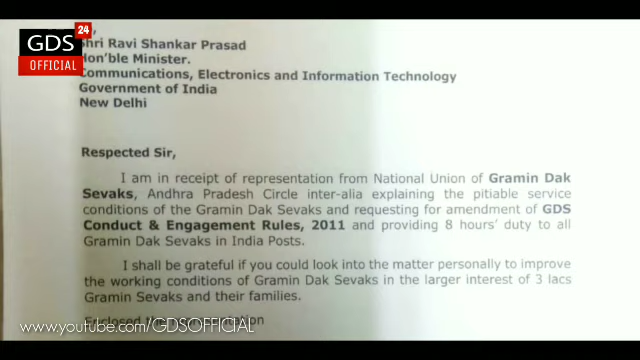 GDS 24
OFFICIAL
Shri Ravi Shankar Prasad
Hon'ble Minister.
Communications, Electronics and Information Technology
Government of India
New Delhi
Respected Sir,
I am in receipt of representation from National Union of Gramin Dak
Sevaks, Andhra Pradesh Circle inter-alia explaining the pitiable service
conditions of the Gramin Dak Sevaks and requesting for amendment of GDS
Conduct & Engagement Rules, 2011 and providing 8 hours' duty to all
Gramin Dak Sevaks in India Posts.
I shall be grateful if you could look into the matter personally to improve
the working conditions of Gramin Dak Sevaks in the larger interest of 3 lacs
Gramin Sevaks and their families.
Enclosed
www.youtube.com/GDSOFFICIAL